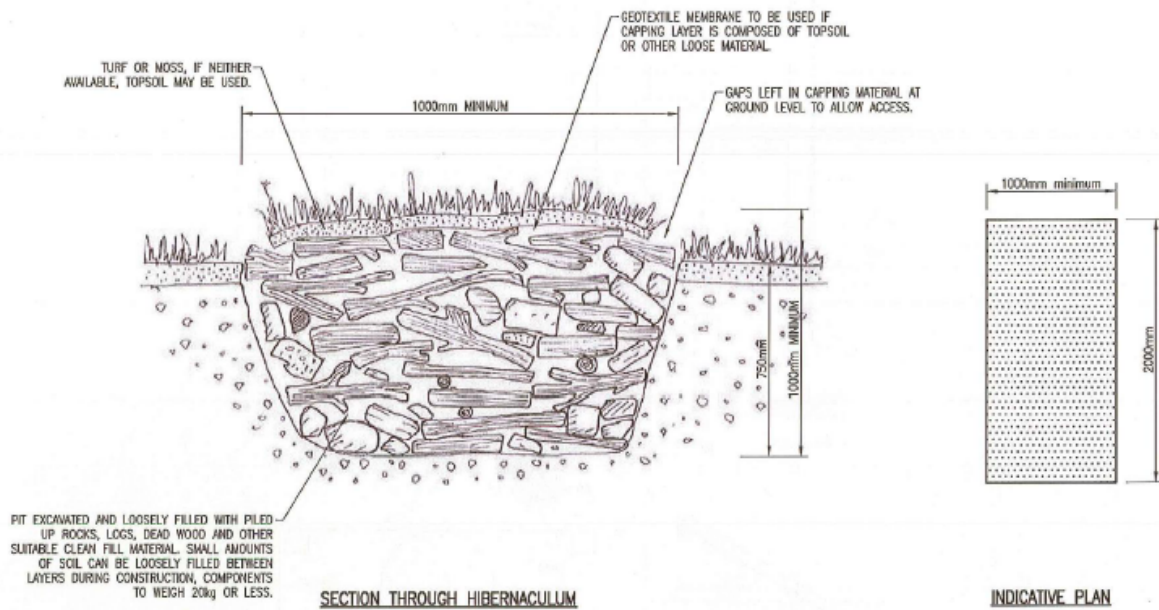 GEOTEXTILE MEMBRANE TO BE USED IF
CAPPING LAYER IS COMPOSED OF TOPSOIL
OR OTHER LOOSE MATERIAL.
TURF OR MOSS, IF NEITHER
AVAILABLE, TOPSOIL MAY BE USED.
GAPS LEFT IN CAPPING MATERIAL AT
GROUND LEVEL TO ALLOW ACCESS.
1000mm MINIMUM
1000mm minimum
750mm
1000mm MINIMUM
2000mm
PIT EXCAVATED AND LOOSELY FILLED WITH PILED
UP ROCKS, LOGS, DEAD WOOD AND OTHER
SUITABLE CLEAN FILL MATERIAL. SMALL AMOUNTS
OF SOIL CAN BE LOOSELY FILLED BETWEEN
LAYERS DURING CONSTRUCTION, COMPONENTS
TO WEIGH 20kg OR LESS.
SECTION THROUGH HIBERNACULUM
INDICATIVE PLAN